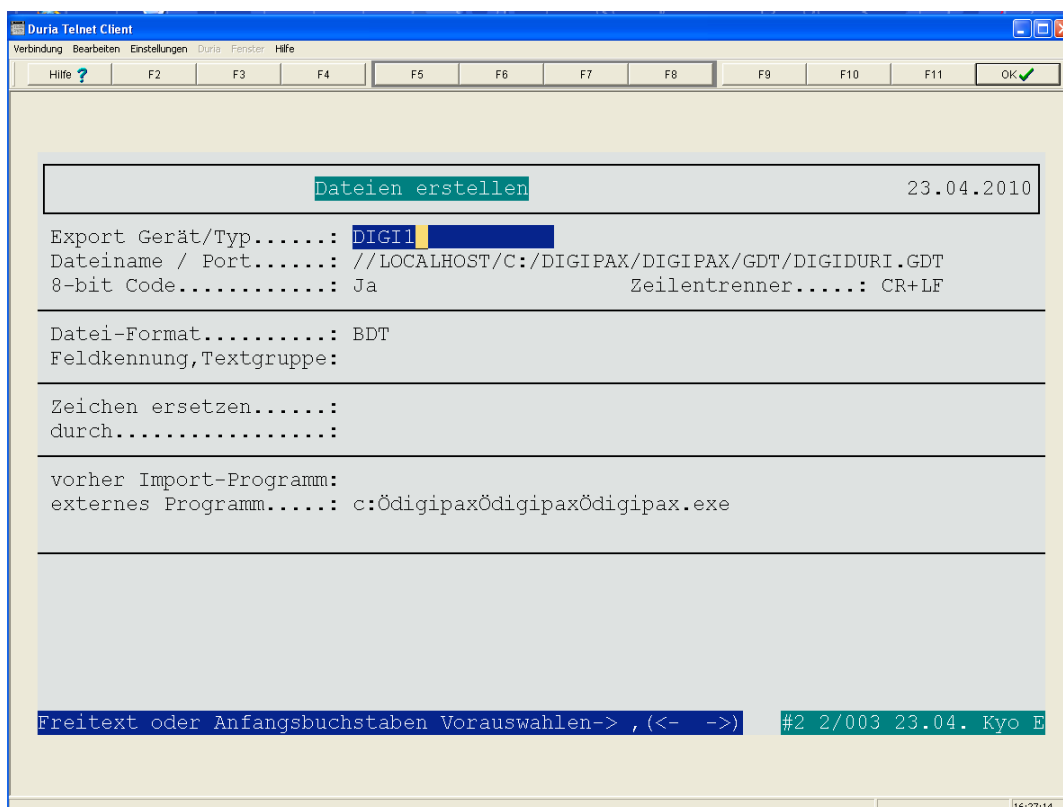 Duria Telnet Client
Verbindung Bearbeiten Einstellungen Duria Fenster Hilfe
Hilfe ? F2 F3 F4 F5 F6 F7 F8 F9 F10 F11 OK
Dateien erstellen 23.04.2010
Export Gerät/Typ......: DIGI1
Dateiname / Port......: //LOCALHOST/C:/DIGIPAX/DIGIPAX/GDT/DIGIDURI.GDT
8-bit Code............: Ja Zeilentrenner.....: CR+LF
Datei-Format..........: BDT
Feldkennung,Textgruppe:
Zeichen ersetzen......:
durch.................:
vorher Import-Programm:
externes Programm.....: c:ÖdigipaxÖdigipaxÖdigipax.exe
Freitext oder Anfangsbuchstaben Vorauswahlen-> ,(<- ->) #2 2/003 23.04. Kyo E
16:27:14